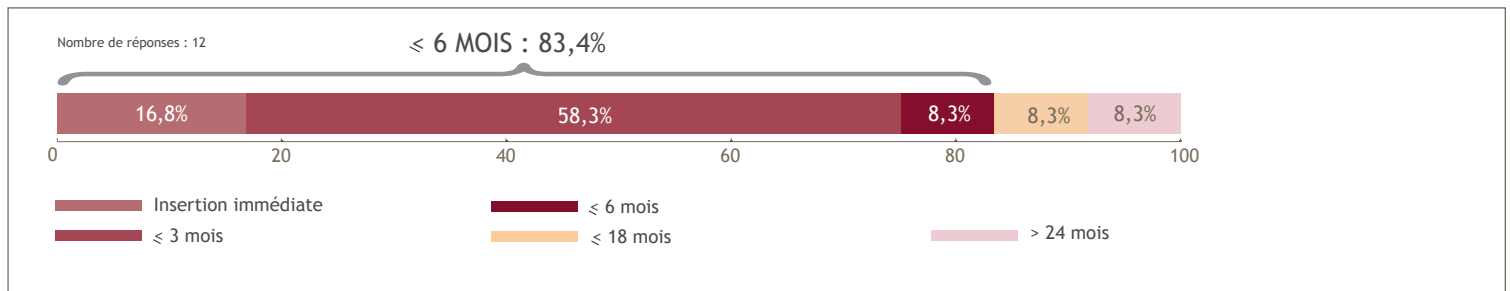 Nombre de réponses : 12
⩽ 6 MOIS : 83,4%
16,8% 58,3% 8,3% 8,3% 8,3%
0 20 40 60 80 100
Insertion immédiate
⩽ 3 mois
⩽ 6 mois
⩽ 18 mois
> 24 mois